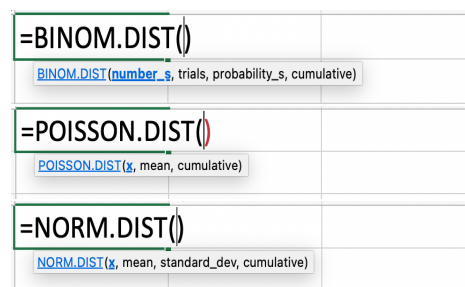 =BINOM.DIST()
BINOM.DIST(number_s, trials, probability_s, cumulative)
=POISSON.DIST()
POISSON.DIST(x, mean, cumulative)
=NORM.DIST()
NORM.DIST(x, mean, standard_dev, cumulative)